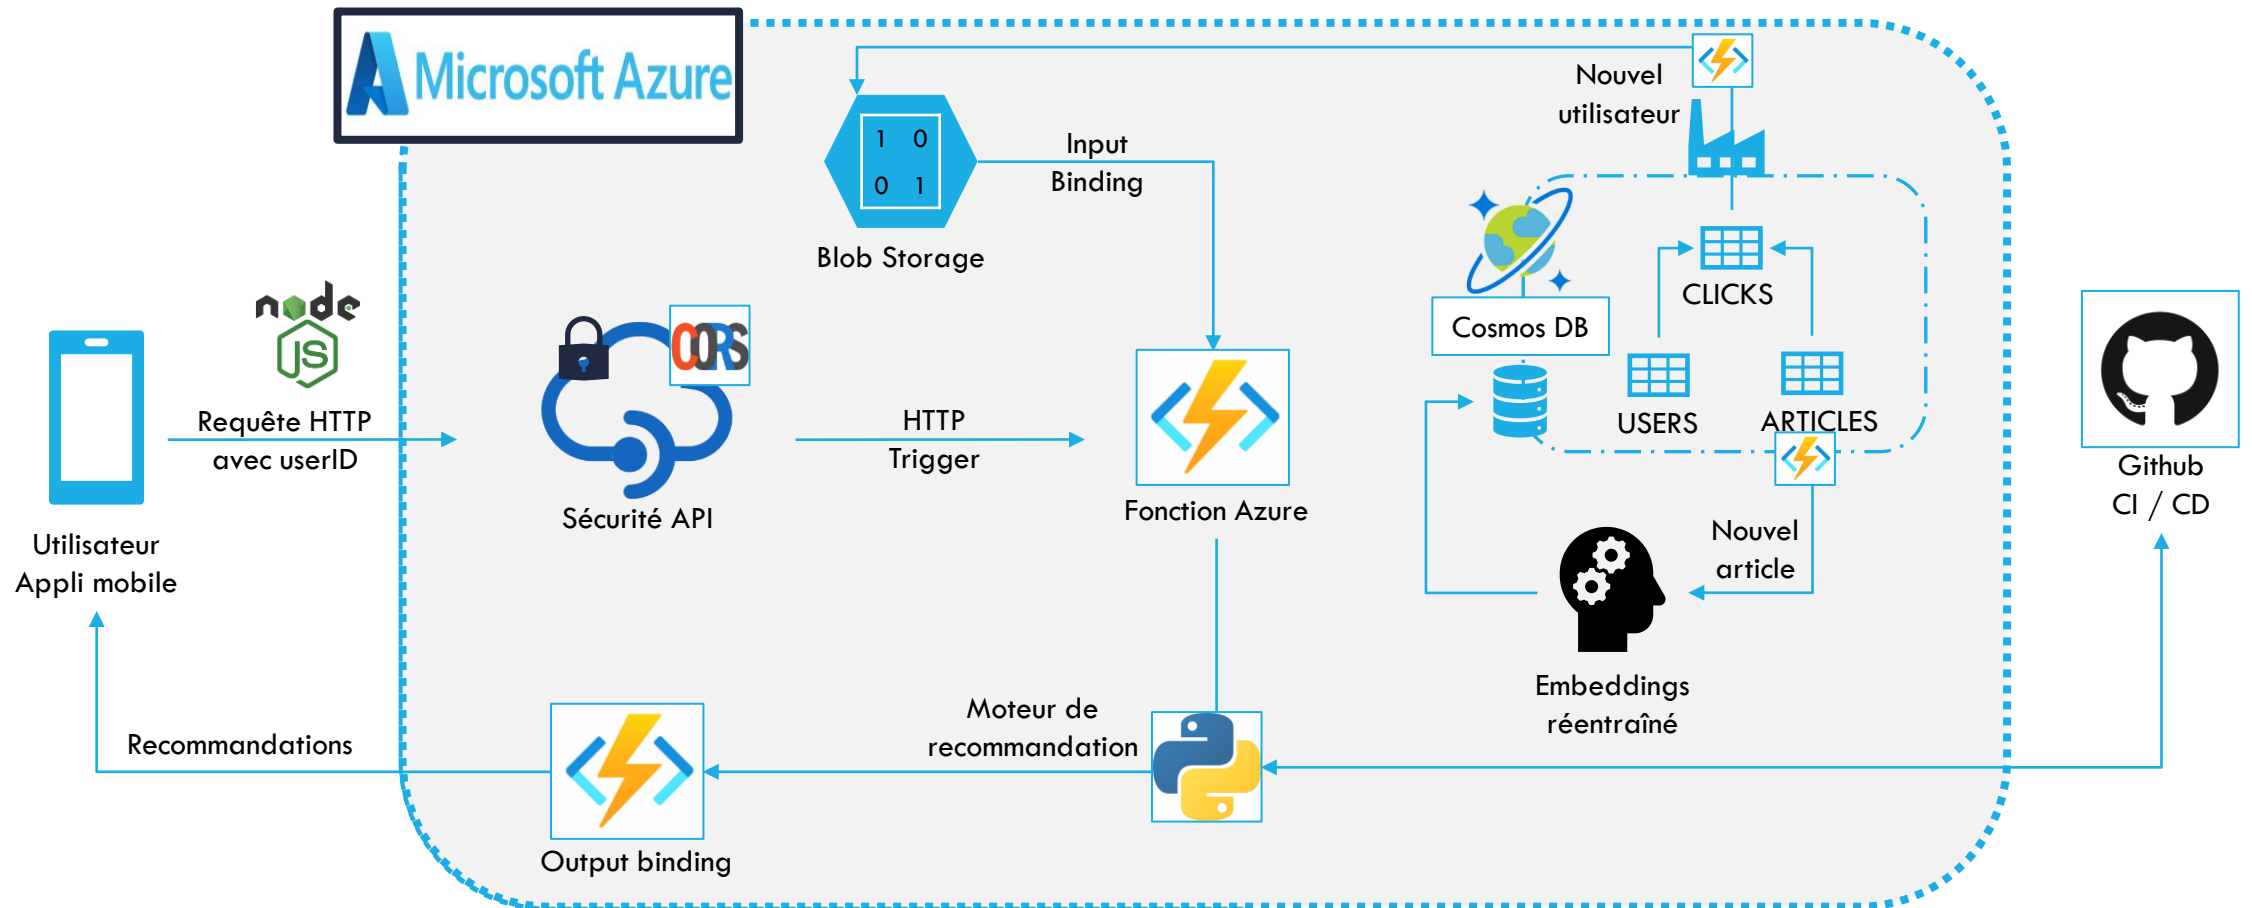 Microsoft Azure
Nouvel
utilisateur
1 0
0 1
Input
Binding
Blob Storage
node
JS
CORS
Cosmos DB
CLICKS
USERS
ARTICLES
Requête HTTP
avec userID
HTTP
Trigger
Sécurité API
Fonction Azure
Github
CI / CD
Utilisateur
Appli mobile
Nouvel
article
Embeddings
réentraîné
Recommandations
Moteur de
recommandation
Output binding